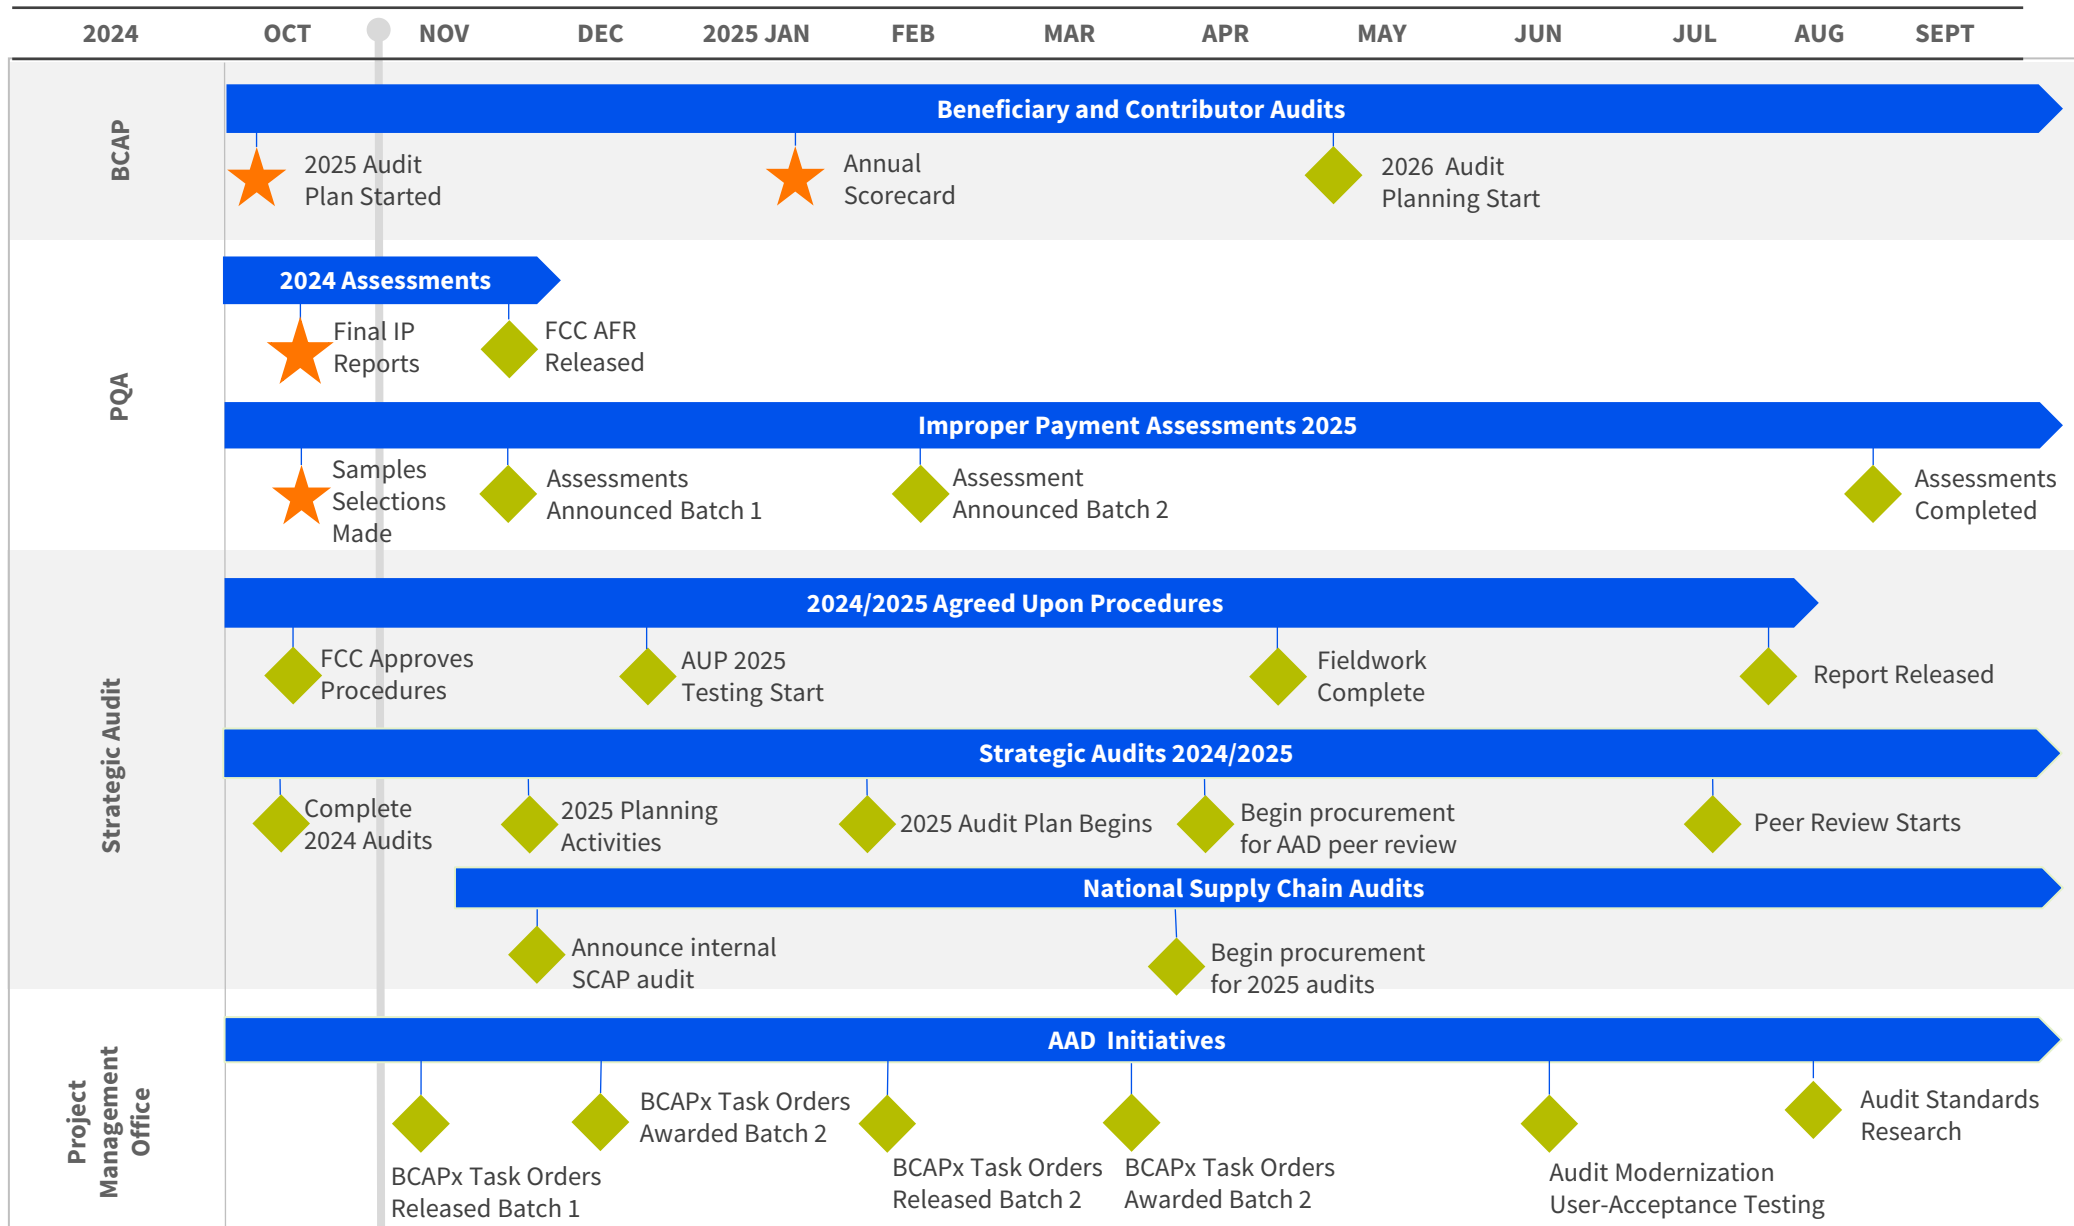 2024 OCT NOV DEC 2025 JAN FEB MAR APR MAY JUN JUL AUG SEPT
BCAP
Beneficiary and Contributor Audits
2025 Audit
Plan Started
Annual
Scorecard
2026 Audit
Planning Start
PQA
2024 Assessments
Final IP
Reports
FCC AFR
Released
Improper Payment Assessments 2025
Samples
Selections
Made
Assessments
Announced Batch 1
Assessment
Announced Batch 2
Assessments
Completed
Strategic Audit
2024/2025 Agreed Upon Procedures
FCC Approves
Procedures
AUP 2025
Testing Start
Fieldwork
Complete
Report Released
Strategic Audits 2024/2025
Complete
2024 Audits
2025 Planning
Activities
2025 Audit Plan Begins
Begin procurement
for AAD peer review
Peer Review Starts
National Supply Chain Audits
Announce internal
SCAP audit
Begin procurement
for 2025 audits
Project
Management
Office
AAD Initiatives
BCAPx Task Orders
Released Batch 1
BCAPx Task Orders
Awarded Batch 2
BCAPx Task Orders
Released Batch 2
BCAPx Task Orders
Awarded Batch 2
Audit Modernization
User-Acceptance Testing
Audit Standards
Research